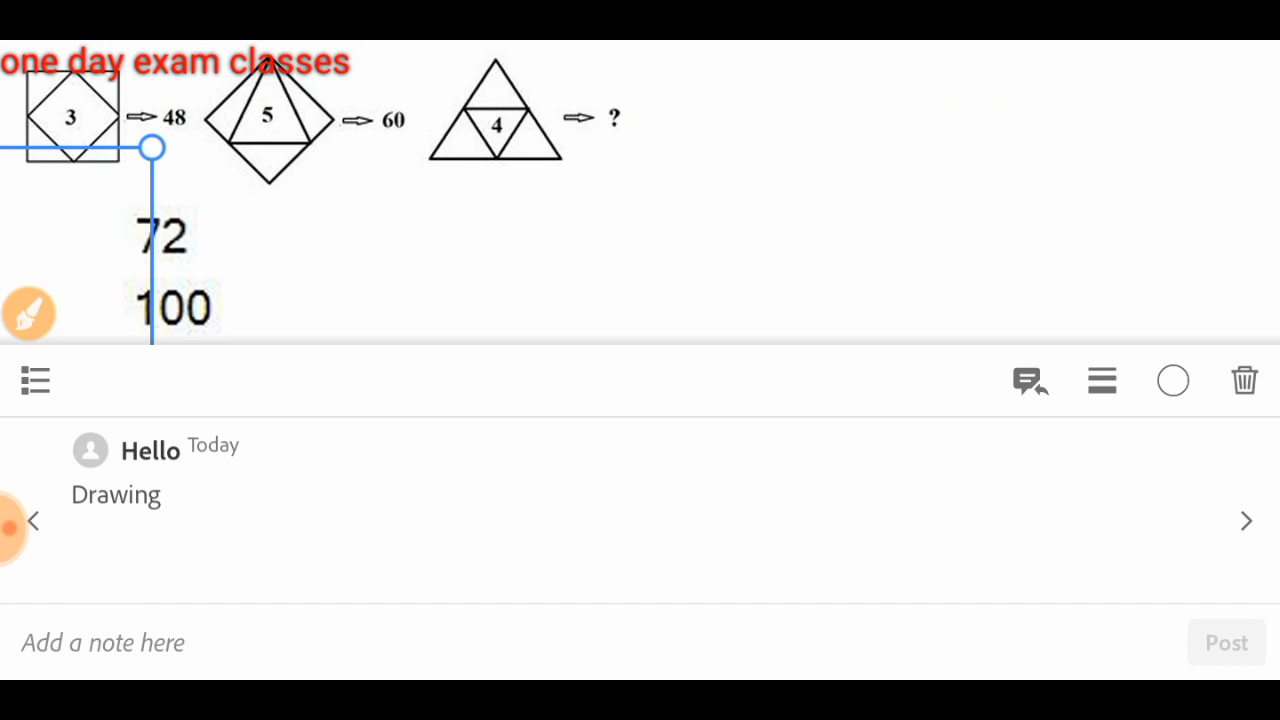 one day exam classes
3 ⇒ 48 5 ⇒ 60 4 ⇒ ?
72
100
Hello Today
Drawing
Add a note here
Post